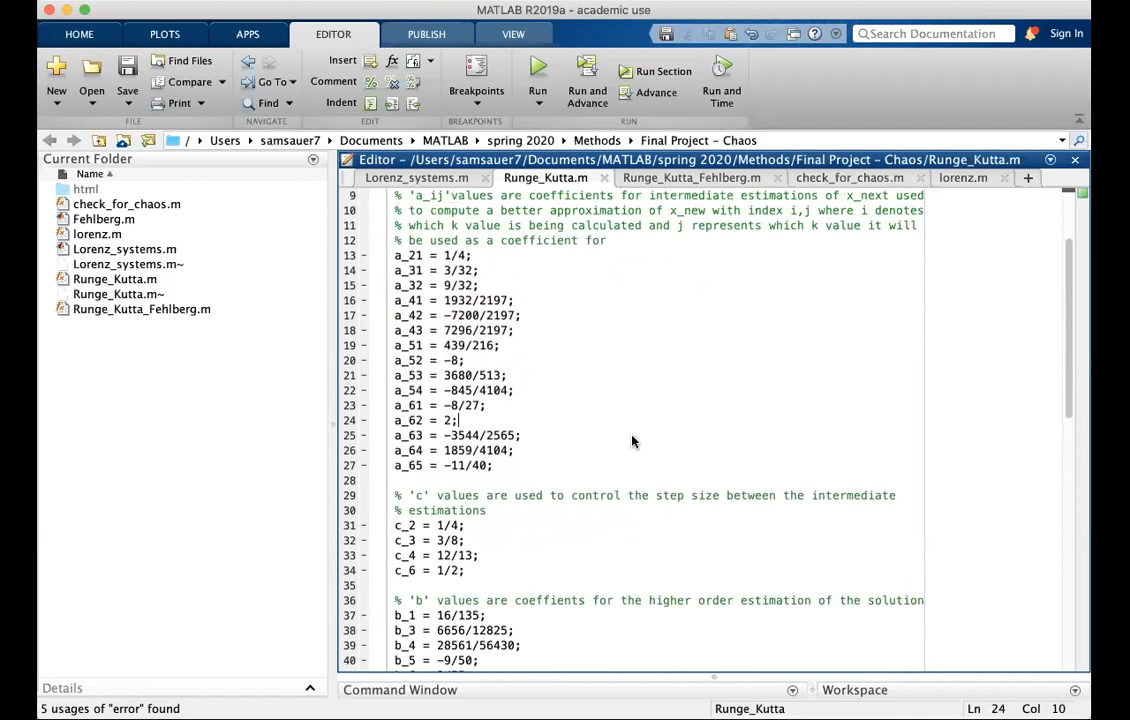 MATLAB R2019a - academic use
HOME PLOTS APPS EDITOR PUBLISH VIEW Search Documentation Sign In
New Open Save Find Files Compare Print Go To Find Insert Comment Indent fx Breakpoints Run Run and Advance Run Section Advance Run and Time
FILE NAVIGATE EDIT BREAKPOINTS RUN
/ Users samsauer7 Documents MATLAB spring 2020 Methods Final Project - Chaos
Current Folder
Name
html
check_for_chaos.m
Fehlberg.m
lorenz.m
Lorenz_systems.m
Lorenz_systems.m~
Runge_Kutta.m
Runge_Kutta.m~
Runge_Kutta_Fehlberg.m
Details
Editor - /Users/samsauer7/Documents/MATLAB/spring 2020/Methods/Final Project - Chaos/Runge_Kutta.m
Lorenz_systems.m Runge_Kutta.m Runge_Kutta_Fehlberg.m check_for_chaos.m lorenz.m +
9 % 'a_ij'values are coefficients for intermediate estimations of x_next used
10 % to compute a better approximation of x_new with index i,j where i denotes
11 % which k value is being calculated and j represents which k value it will
12 % be used as a coefficient for
13 - a_21 = 1/4;
14 - a_31 = 3/32;
15 - a_32 = 9/32;
16 - a_41 = 1932/2197;
17 - a_42 = -7200/2197;
18 - a_43 = 7296/2197;
19 - a_51 = 439/216;
20 - a_52 = -8;
21 - a_53 = 3680/513;
22 - a_54 = -845/4104;
23 - a_61 = -8/27;
24 - a_62 = 2;
25 - a_63 = -3544/2565;
26 - a_64 = 1859/4104;
27 - a_65 = -11/40;
28
29 % 'c' values are used to control the step size between the intermediate
30 % estimations
31 - c_2 = 1/4;
32 - c_3 = 3/8;
33 - c_4 = 12/13;
34 - c_6 = 1/2;
35
36 % 'b' values are coeffients for the higher order estimation of the solution
37 - b_1 = 16/135;
38 - b_3 = 6656/12825;
39 - b_4 = 28561/56430;
40 - b_5 = -9/50;
Command Window Workspace
5 usages of "error" found Runge_Kutta Ln 24 Col 10